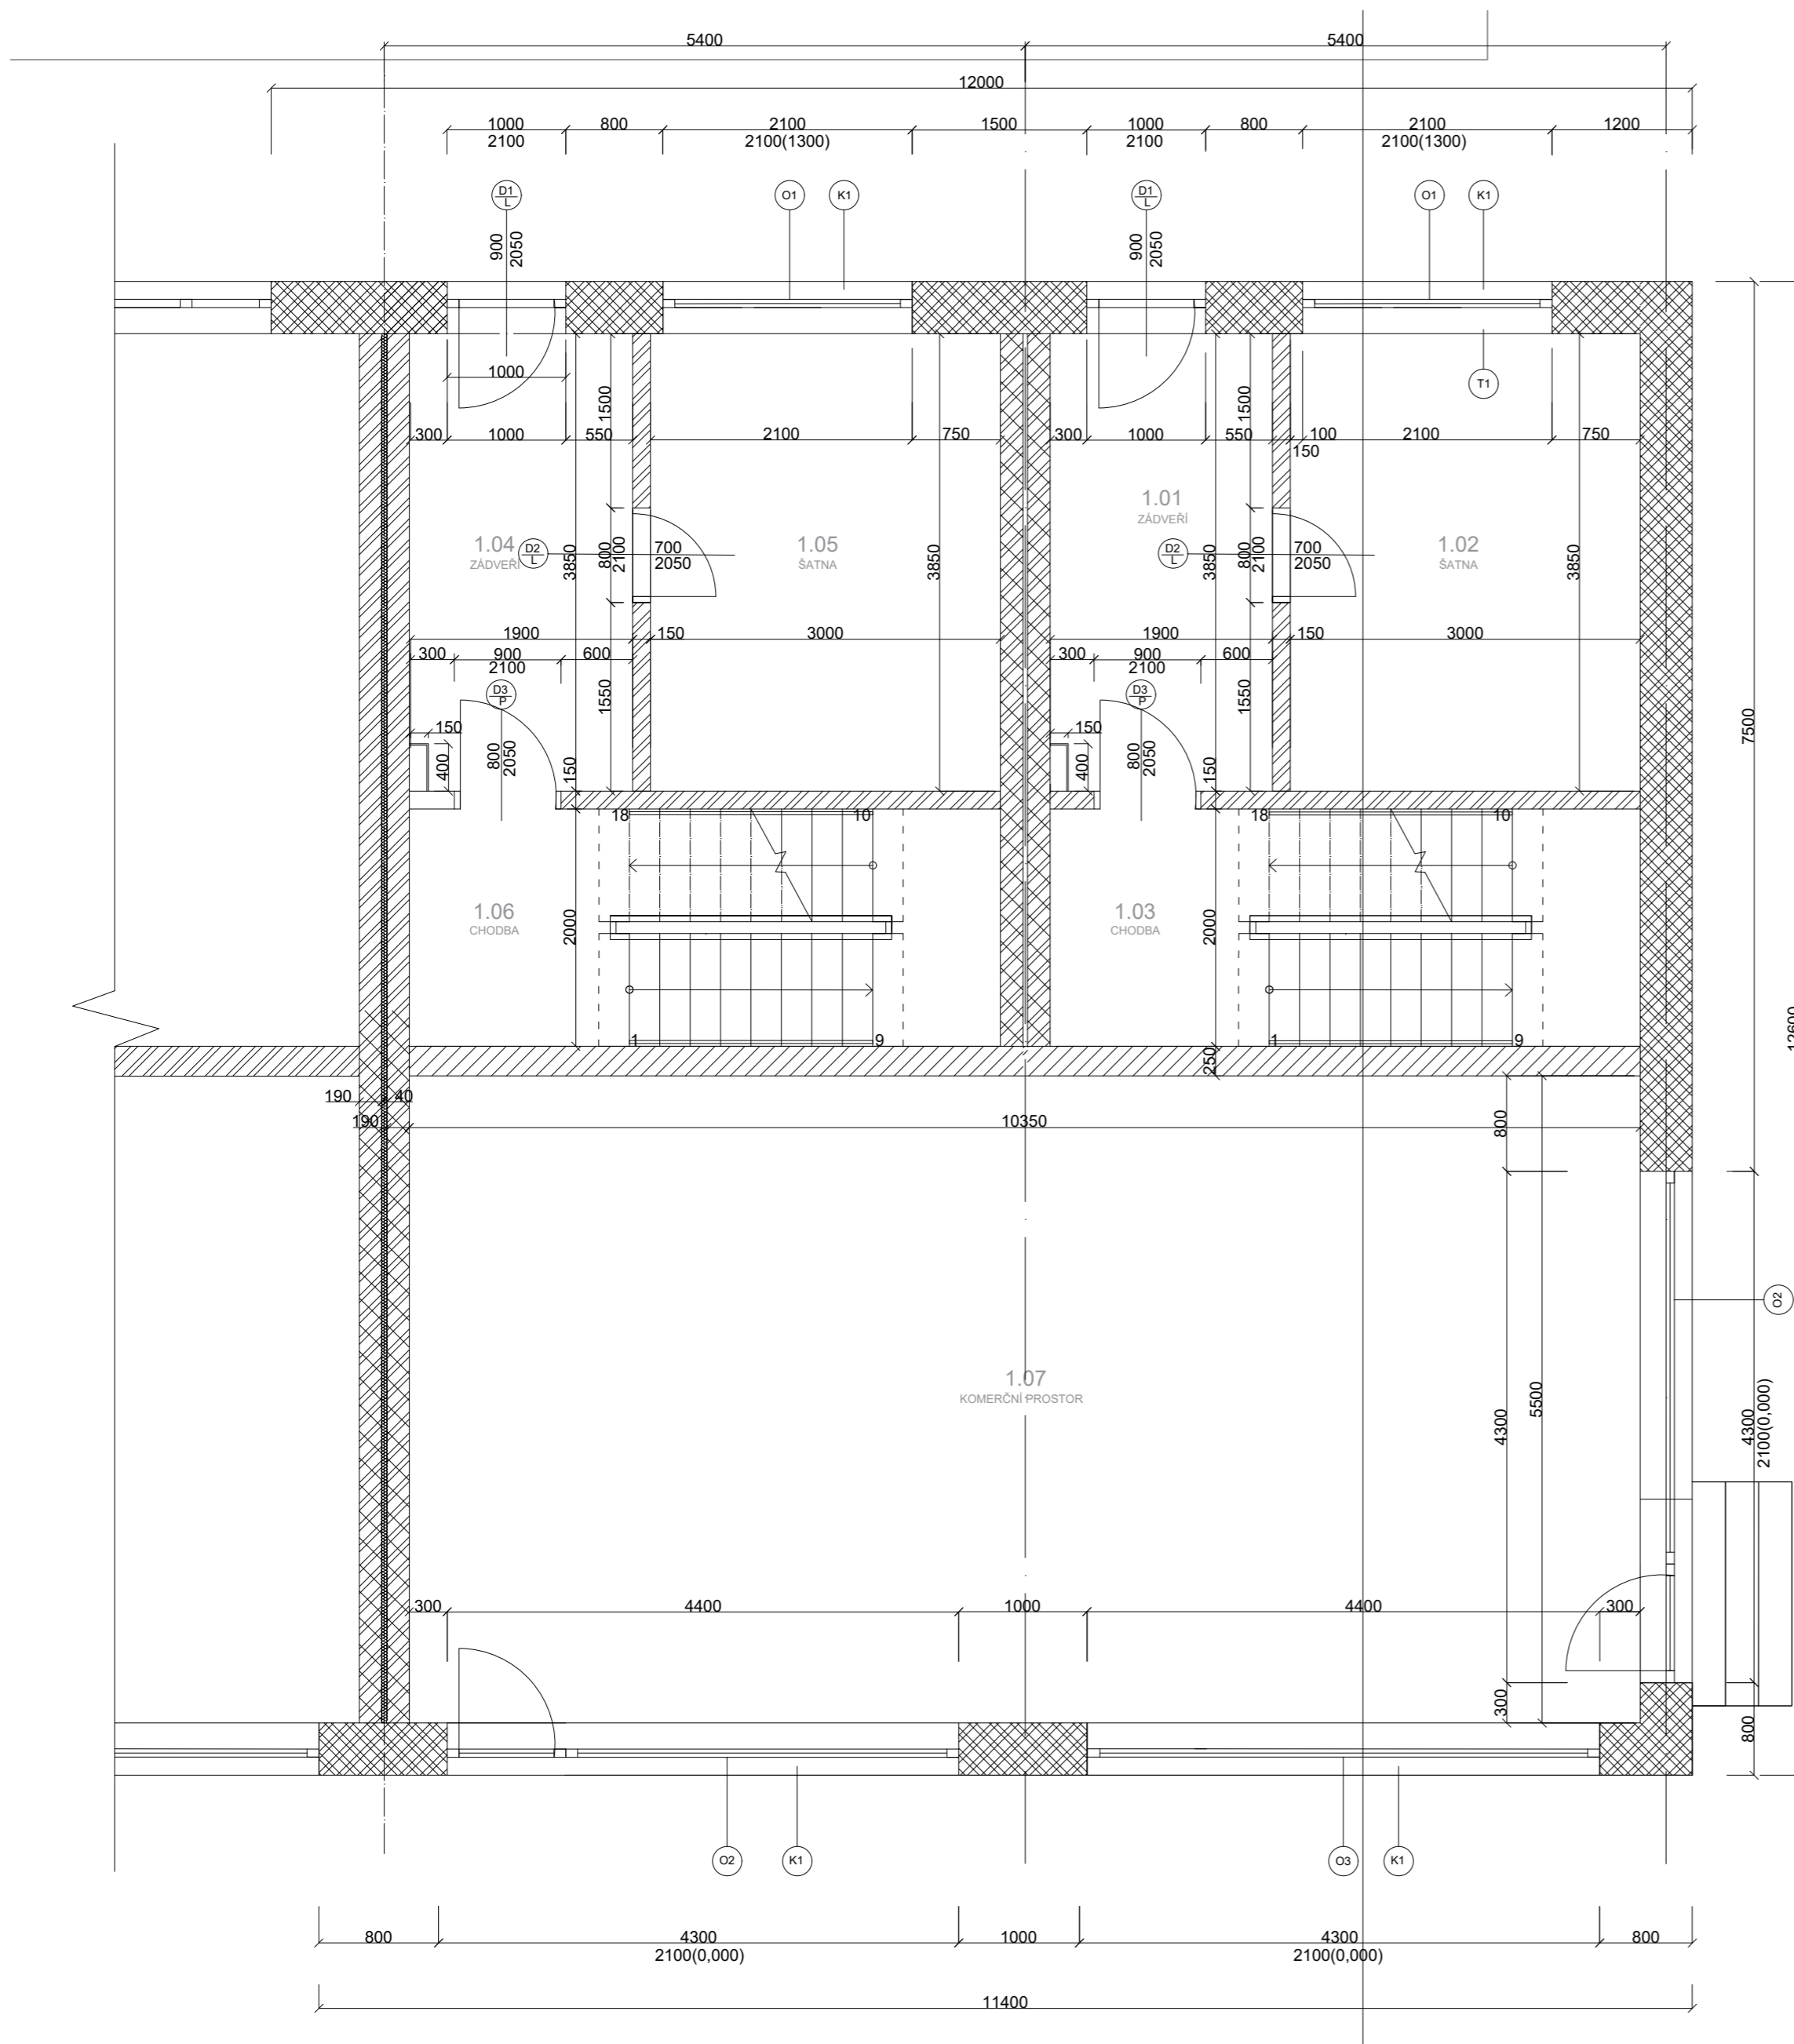 5400 5400
12000
1000 800 2100 1500 1000 800 2100 1200
2100 2100(1300) 2100 2100(1300)
D1 O1 K1 D1 O1 K1
L L
900 2050 900 2050
1000 T1
1500 1500
300 1000 550 2100 750 300 1000 550 100 2100 750
150
1.01
ZÁDVEŘÍ
1.04 1.05 1.02
ZÁDVEŘÍ ŠATNA ŠATNA
D2 700 D2 700
L 2050 L 2050
3850 800 2100 3850 3850 800 2100 3850
1900 150 3000 1900 150 3000
300 900 600 300 900 600
2100 2100
D3 D3
P P
1550 1550
7500
150 150
400 800 2050 150 400 800 2050 150
18 10 18 10
1.06 1.03
CHODBA CHODBA
2000 2000
1 9 1 9
12600
250
190 40
190 10350 800
O2
1.07
KOMERČNÍ PROSTOR
4300 5500 4300
2100(0,000)
300 4400 1000 4400 300
300 800
O2 K1 O3 K1
800 4300 1000 4300 800
2100(0,000) 2100(0,000)
11400